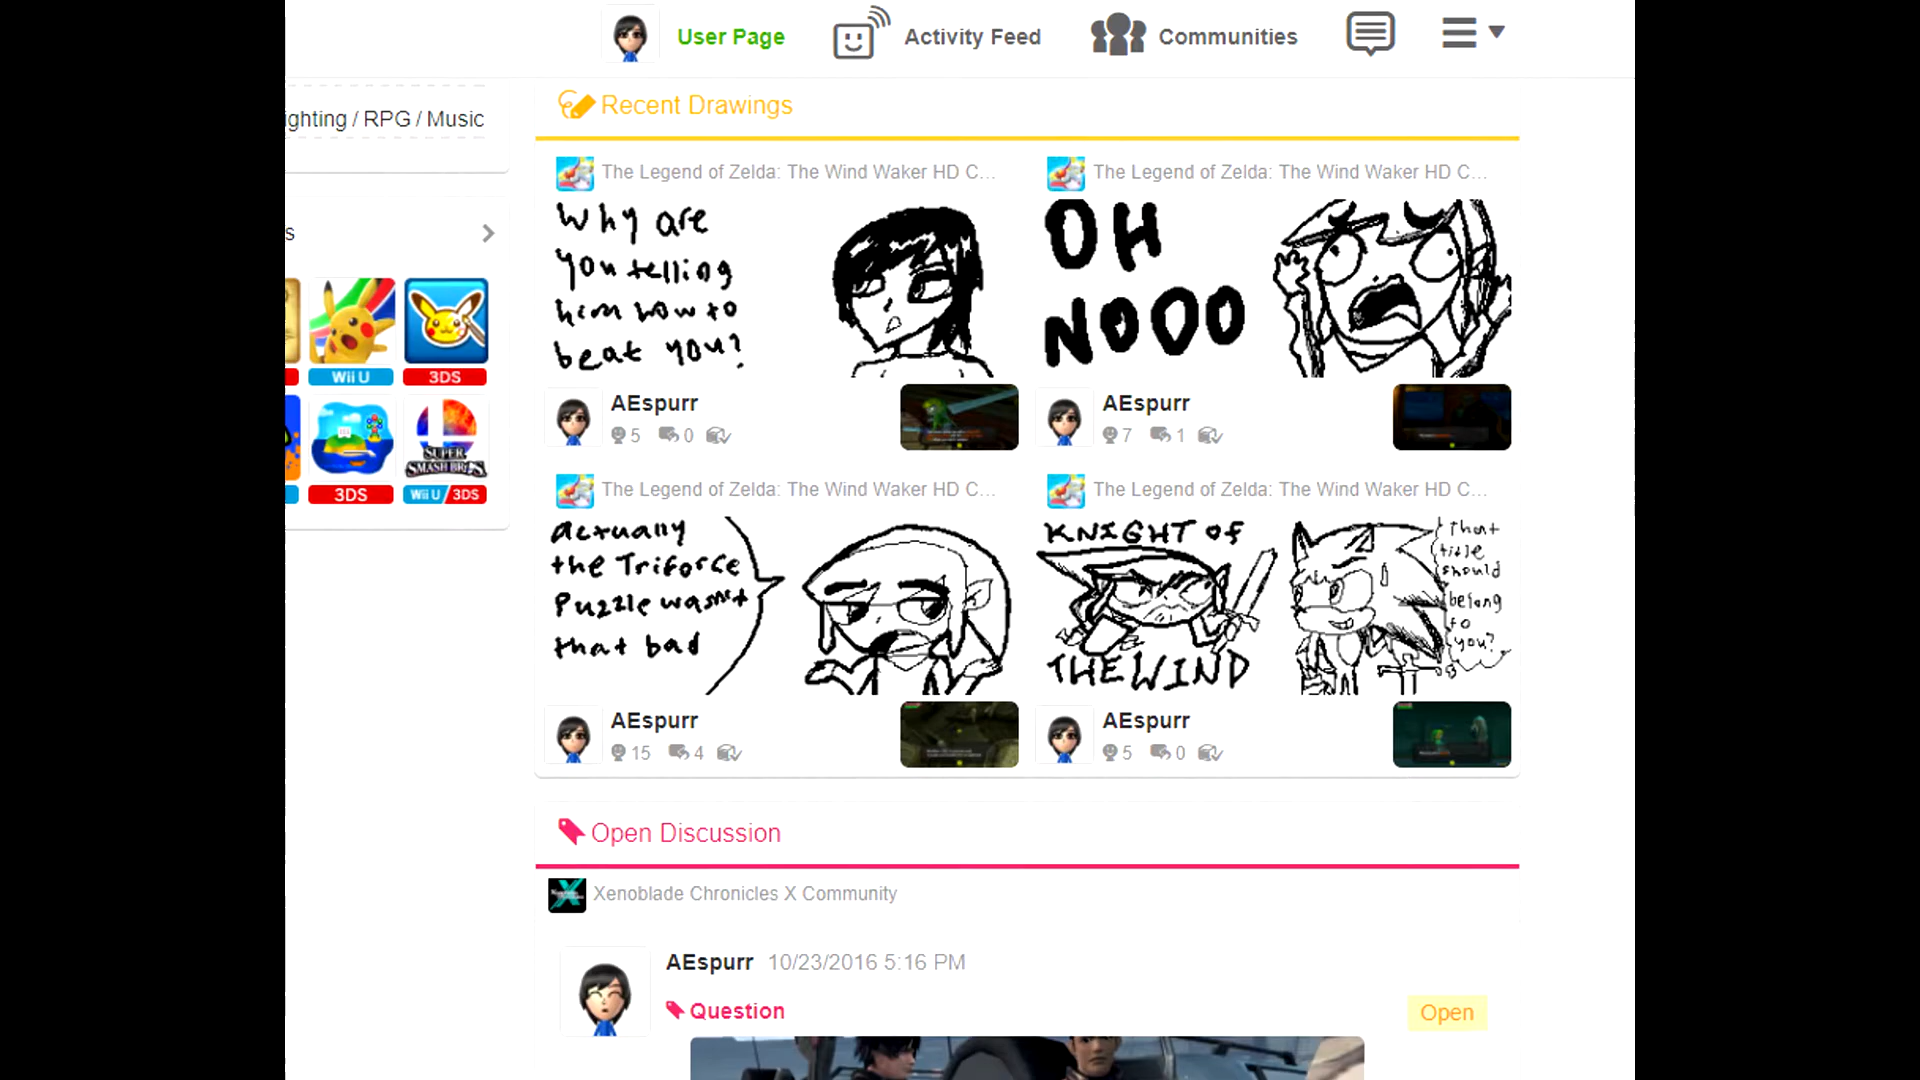 User Page
Activity Feed
Communities
ighting / RPG / Music
s
Wii U
3DS
3DS
SUPER
SMASH BROS
Wii U / 3DS
Recent Drawings
The Legend of Zelda: The Wind Waker HD C...
Why are
you telling
him how to
beat you?
AEspurr
5
0
The Legend of Zelda: The Wind Waker HD C...
OH
NOOO
AEspurr
7
1
The Legend of Zelda: The Wind Waker HD C...
actually
the Triforce
Puzzle wasn't
that bad
AEspurr
15
4
The Legend of Zelda: The Wind Waker HD C...
KNIGHT OF
THE WIND
that
title
should
belong
to
you?
AEspurr
5
0
Open Discussion
Xenoblade Chronicles X Community
AEspurr 10/23/2016 5:16 PM
Question
Open